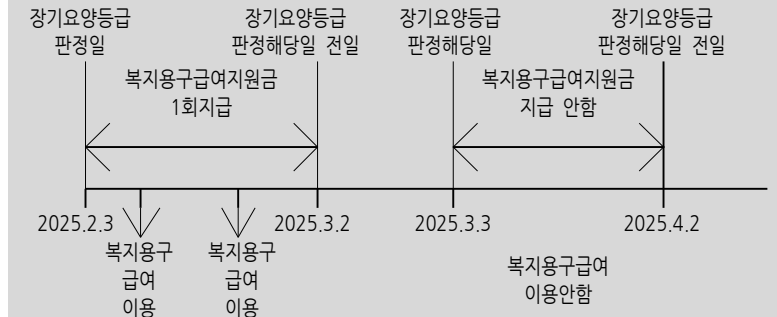 장기요양등급
판정일
장기요양등급
판정해당일 전일
장기요양등급
판정해당일
장기요양등급
판정해당일 전일
복지용구급여지원금
1회지급
복지용구급여지원금
지급 안함
2025.2.3
2025.3.2
2025.3.3
2025.4.2
복지용구
급여
이용
복지용구
급여
이용
복지용구급여
이용안함